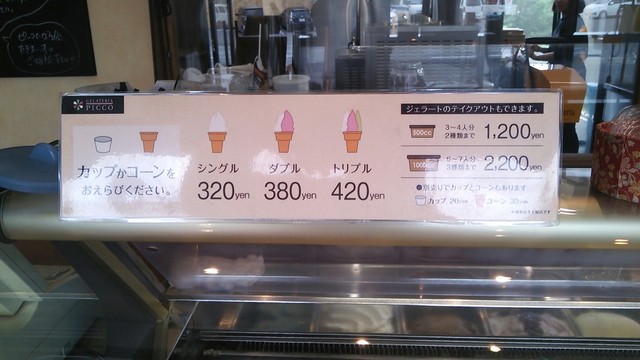 GELATERIA
PICCO
カップかコーンを
おえらびください。
シングル
320yen
ダブル
380yen
トリプル
420yen
ジェラートのテイクアウトもできます。
500cc
3〜4人分
2種類まで
1,200yen
1000cc
5〜7人分
3種類まで
2,200yen
●別売りでカップとコーンもあります
カップ 20yen
コーン 30yen